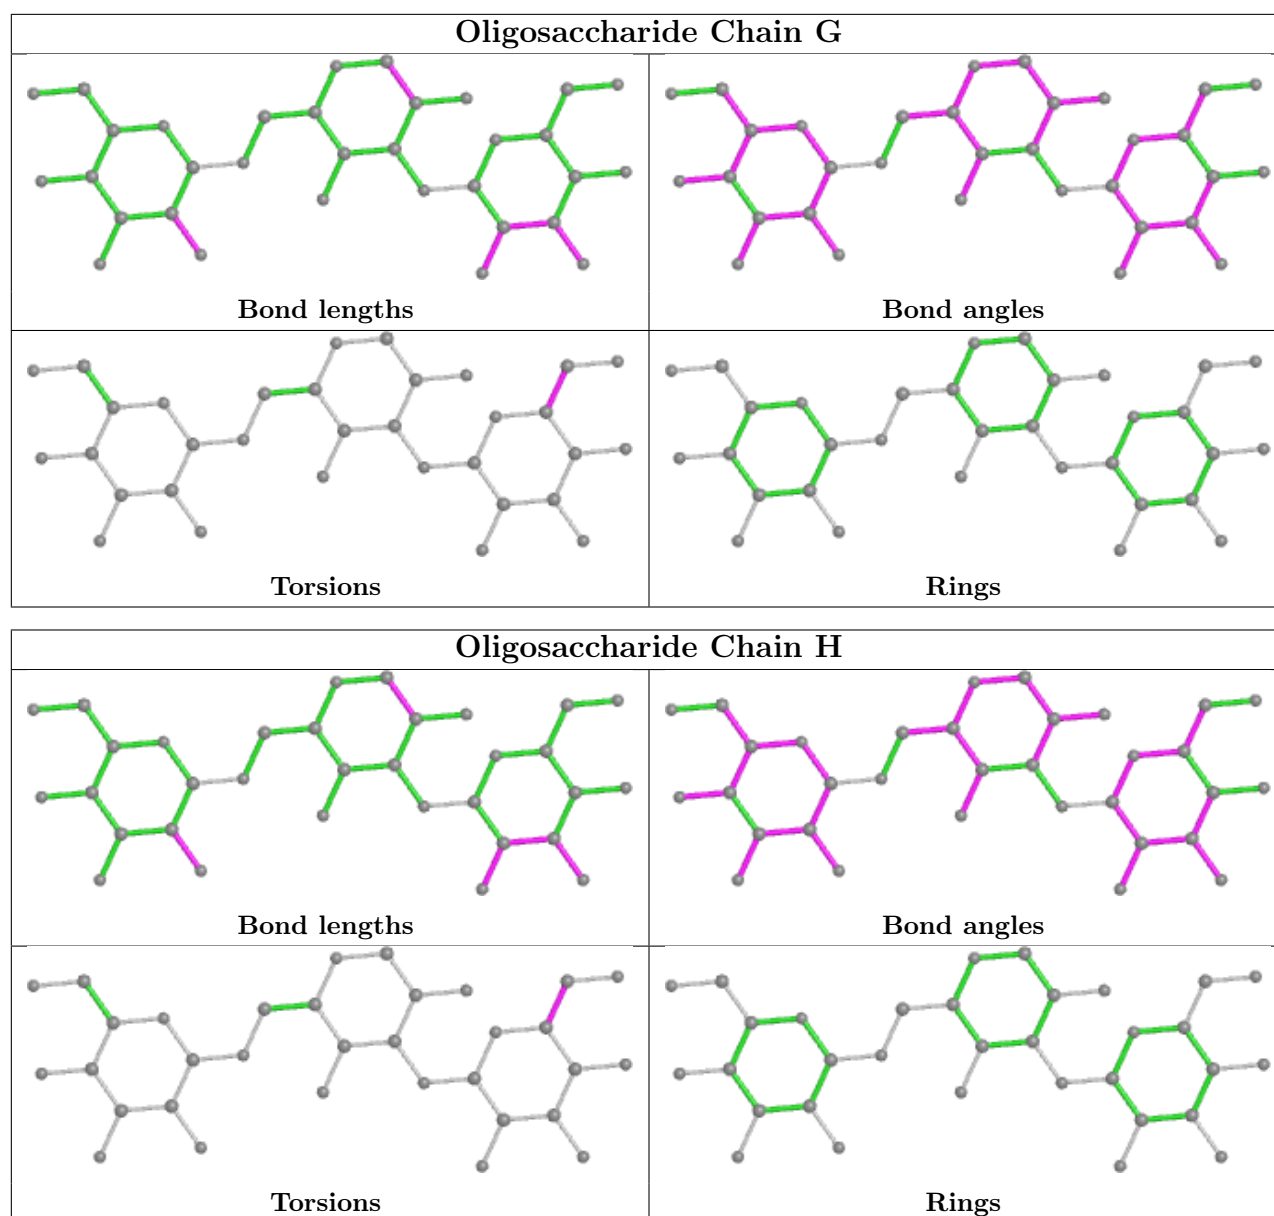 Oligosaccharide Chain G
Bond lengths
Bond angles
Torsions
Rings
Oligosaccharide Chain H
Bond lengths
Bond angles
Torsions
Rings